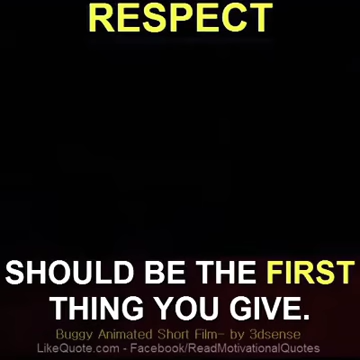 RESPECT
SHOULD BE THE FIRST
THING YOU GIVE.
Buggy Animated Short Film- by 3dsense
LikeQuote.com - Facebook/ReadMotivationalQuotes